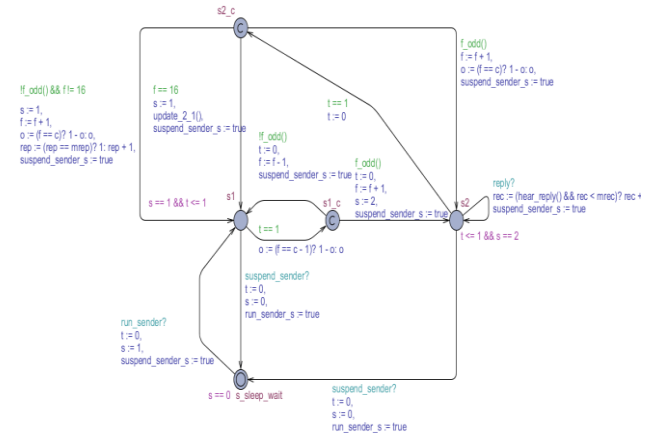 s2_c
C
f_odd()
f := f + 1,
o := (f == c)? 1 - o: o,
suspend_sender_s := true
!f_odd() && f != 16
s := 1,
f := f + 1,
o := (f == c)? 1 - o: o,
rep := (rep == mrep)? 1: rep + 1,
suspend_sender_s := true
f == 16
s := 1,
update_2_1(),
suspend_sender_s := true
t == 1
t := 0
!f_odd()
t := 0,
f := f - 1,
suspend_sender_s := true
f_odd()
t := 0,
f := f + 1,
s := 2,
suspend_sender_s := true
reply?
rec := (hear_reply() && rec < mrec)? rec +
suspend_sender_s := true
s == 1 && t <= 1
s1
s1_c
C
s2
t <= 1 && s == 2
t == 1
o := (f == c - 1)? 1 - o: o
suspend_sender?
t := 0,
s := 0,
run_sender_s := true
run_sender?
t := 0,
s := 1,
suspend_sender_s := true
s == 0 s_sleep_wait
suspend_sender?
t := 0,
s := 0,
run_sender_s := true